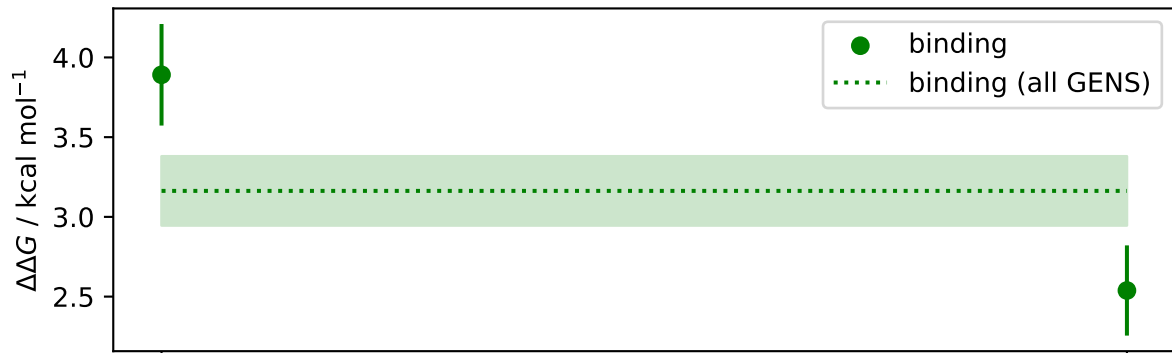 4.0
3.5
3.0
2.5
ΔΔG / kcal mol⁻¹
binding
binding (all GENS)